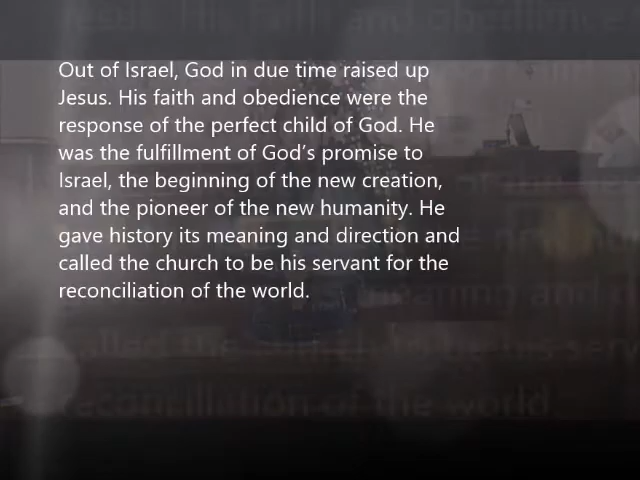 Out of Israel, God in due time raised up
Jesus. His faith and obedience were the
response of the perfect child of God. He
was the fulfillment of God’s promise to
Israel, the beginning of the new creation,
and the pioneer of the new humanity. He
gave history its meaning and direction and
called the church to be his servant for the
reconciliation of the world.